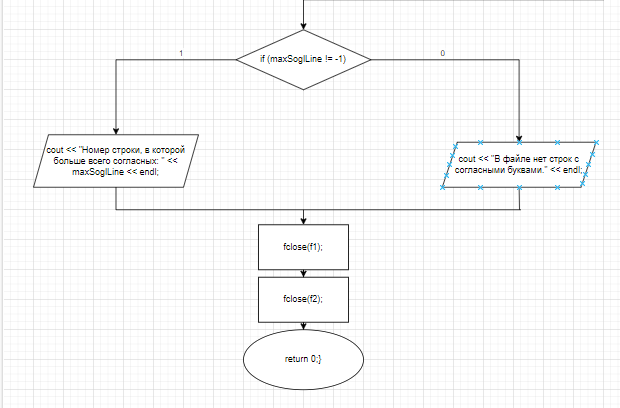 if (maxSoglLine != -1)
1
0
cout << "Номер строки, в которой
больше всего согласных: " <<
maxSoglLine << endl;
cout << "В файле нет строк с
согласными буквами." << endl;
fclose(f1);
fclose(f2);
return 0;}